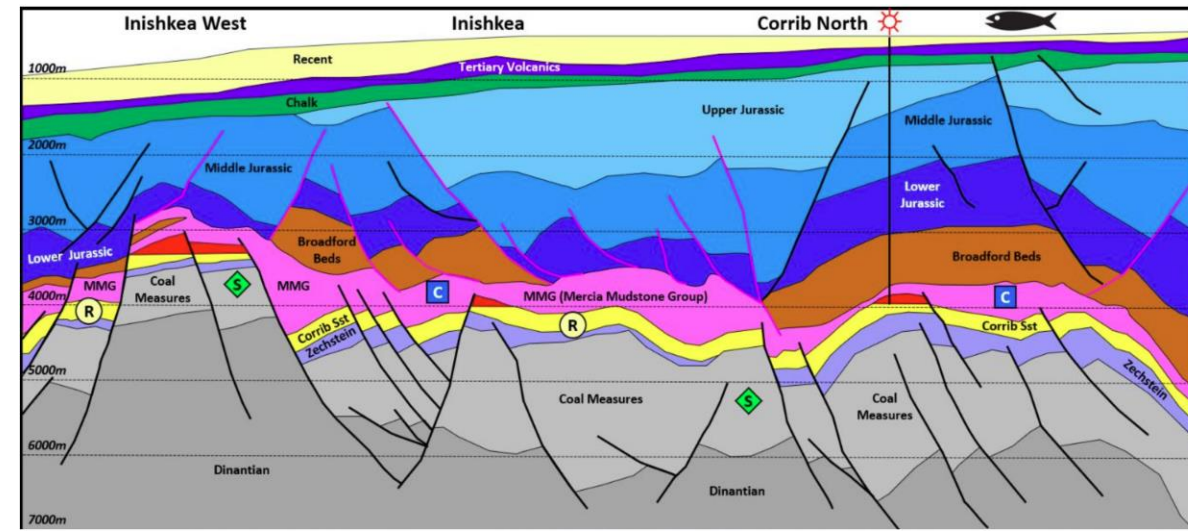 Inishkea West
Inishkea
Corrib North
Recent
1000m
Tertiary Volcanics
Chalk
Upper Jurassic
Middle Jurassic
2000m
Middle Jurassic
Lower
Jurassic
3000m
Broadford
Beds
Lower Jurassic
Broadford Beds
MMG
Coal
Measures
S
MMG
C
MMG (Mercia Mudstone Group)
C
4000m
R
R
Corrib Sst
Corrib Sst
Zechstein
Zechstein
5000m
Coal Measures
S
Coal
Measures
6000m
Dinantian
Dinantian
7000m